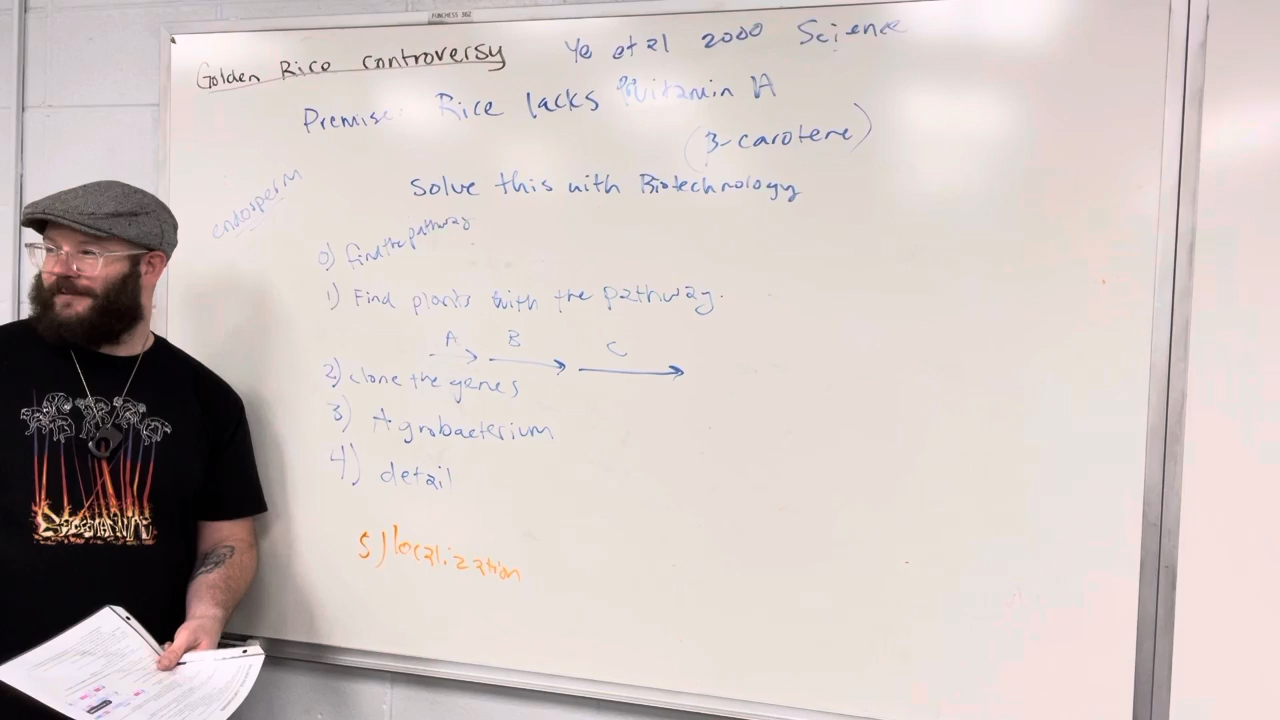 FUNCHESS 362
Golden Rice controversy
Ye et al 2000 Science
Premise: Rice lacks vitamin A
(β-carotene)
Solve this with Biotechnology
endosperm
0) find the pathway
1) Find plants with the pathway.
A B C
2) clone the genes
3) Agrobacterium
4) detail
5) localization